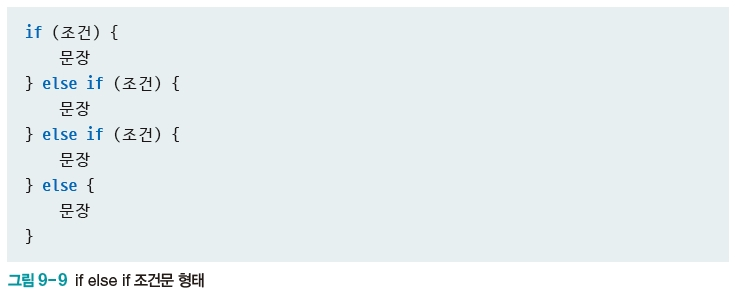 if (조건) {
    문장
} else if (조건) {
    문장
} else if (조건) {
    문장
} else {
    문장
}
그림 9-9 if else if 조건문 형태